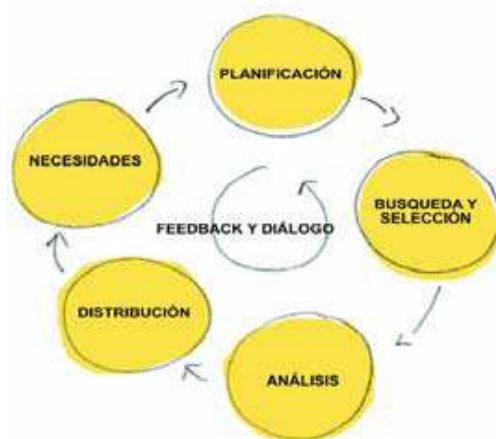 PLANIFICACIÓN
NECESIDADES
BUSQUEDA Y
SELECCIÓN
FEEDBACK Y DIÁLOGO
DISTRIBUCIÓN
ANÁLISIS